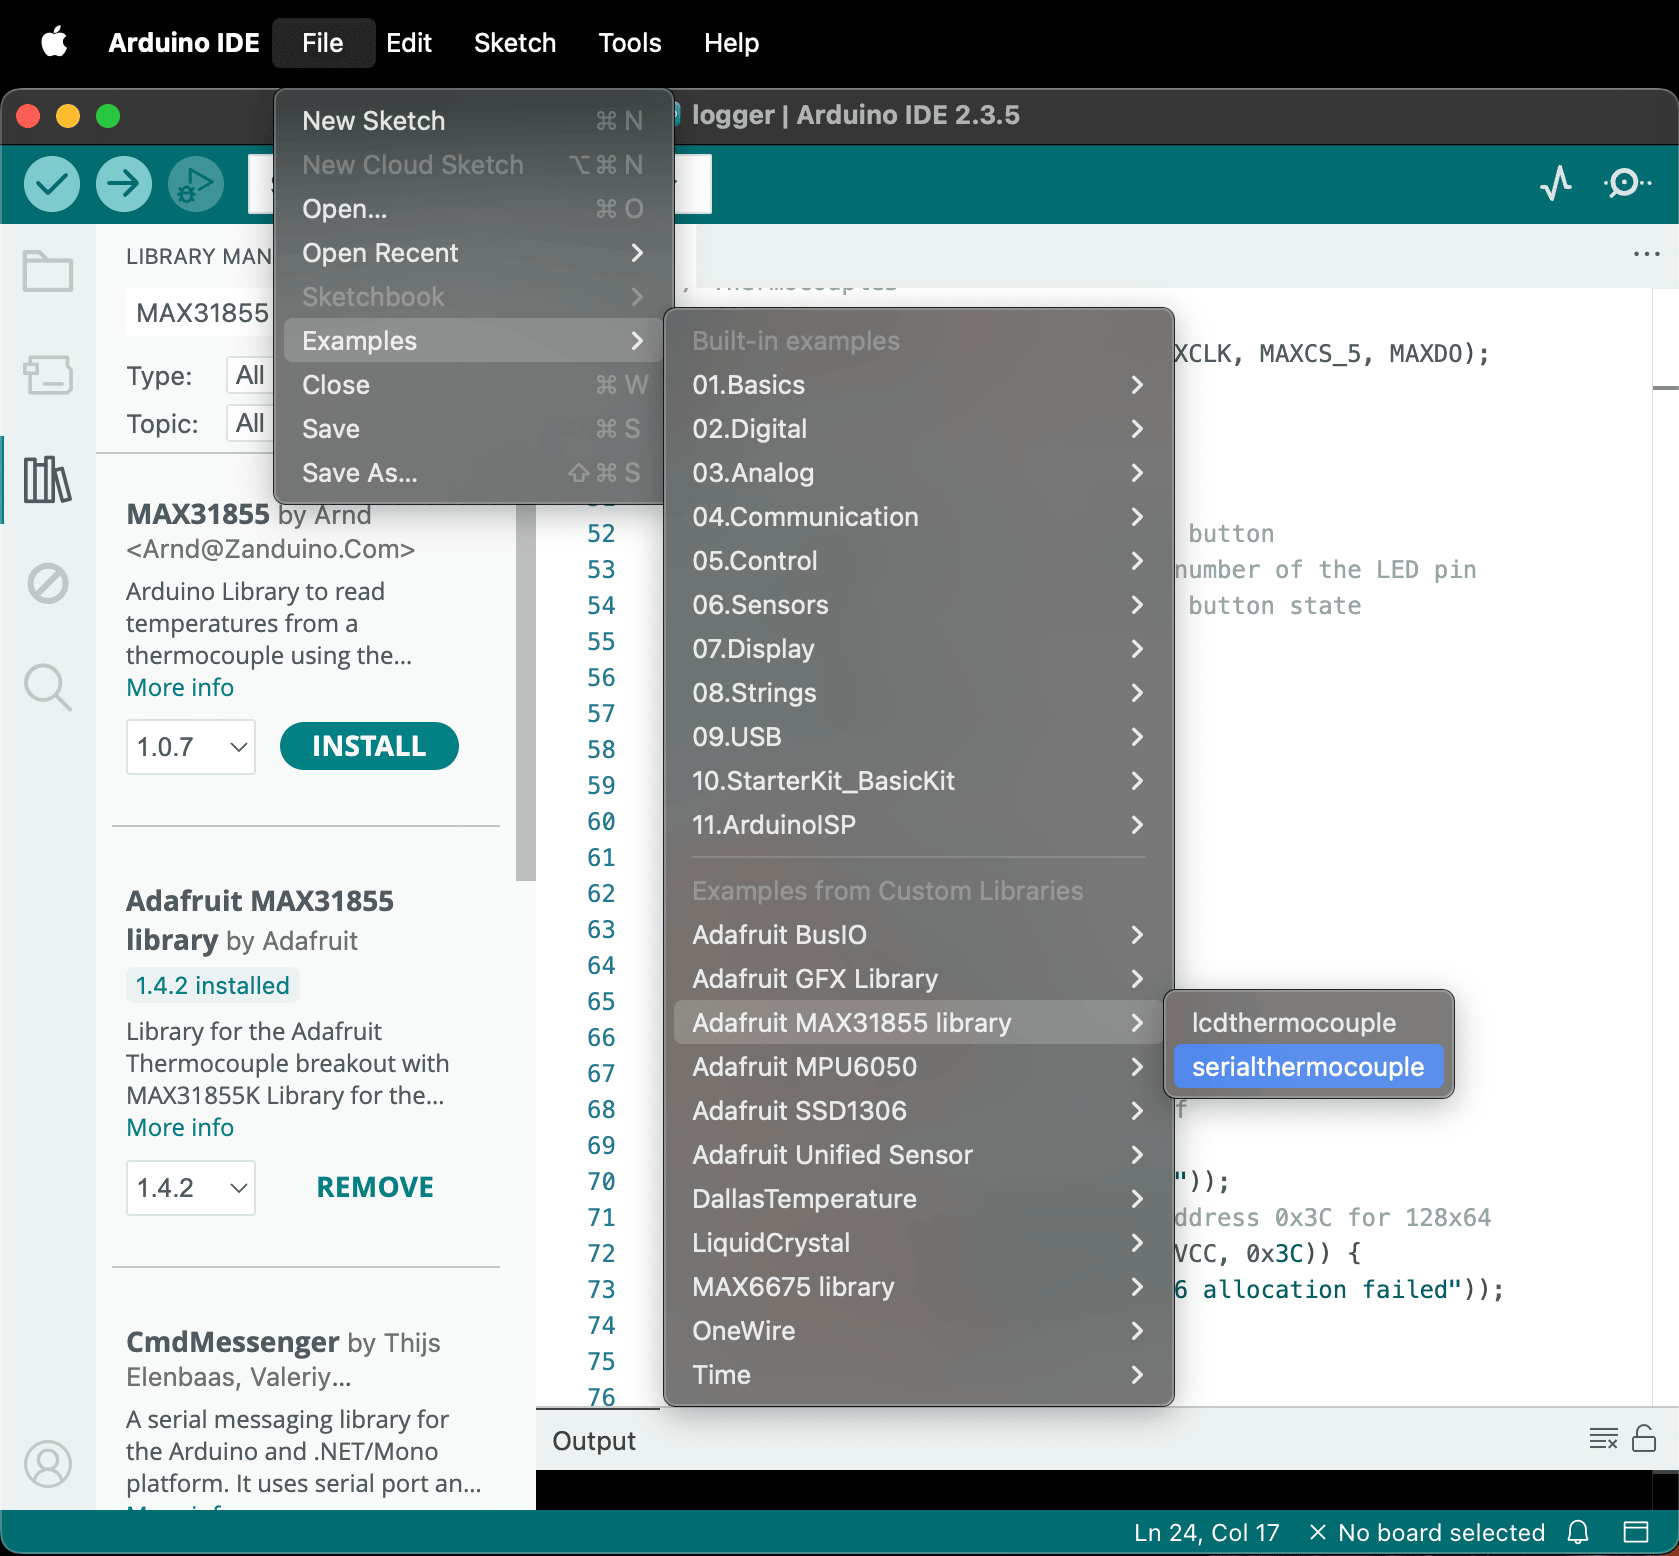 Arduino IDE File Edit Sketch Tools Help
logger | Arduino IDE 2.3.5
New Sketch ⌘ N
New Cloud Sketch ⌥ ⌘ N
Open... ⌘ O
Open Recent
Sketchbook
Examples
Close ⌘ W
Save ⌘ S
Save As... ⇧ ⌘ S
LIBRARY MAN
MAX31855
Type: All
Topic: All
MAX31855 by Arnd
<Arnd@Zanduino.Com>
Arduino Library to read
temperatures from a
thermocouple using the...
More info
1.0.7 INSTALL
Adafruit MAX31855
library by Adafruit
1.4.2 installed
Library for the Adafruit
Thermocouple breakout with
MAX31855K Library for the...
More info
1.4.2 REMOVE
CmdMessenger by Thijs
Elenbaas, Valeriy...
A serial messaging library for
the Arduino and .NET/Mono
platform. It uses serial port an...
Built-in examples
01.Basics
02.Digital
03.Analog
04.Communication
05.Control
06.Sensors
07.Display
08.Strings
09.USB
10.StarterKit_BasicKit
11.ArduinoISP
Examples from Custom Libraries
Adafruit BusIO
Adafruit GFX Library
Adafruit MAX31855 library
Adafruit MPU6050
Adafruit SSD1306
Adafruit Unified Sensor
DallasTemperature
LiquidCrystal
MAX6675 library
OneWire
Time
lcdthermocouple
serialthermocouple
XCLK, MAXCS_5, MAXDO);
52 button
53 number of the LED pin
54 button state
55
56
57
58
59
60
61
62
63
64
65
66
67
68 f
69
70 "));
71 ddress 0x3C for 128x64
72 VCC, 0x3C)) {
73 6 allocation failed"));
74
75
76
Output
Ln 24, Col 17 × No board selected